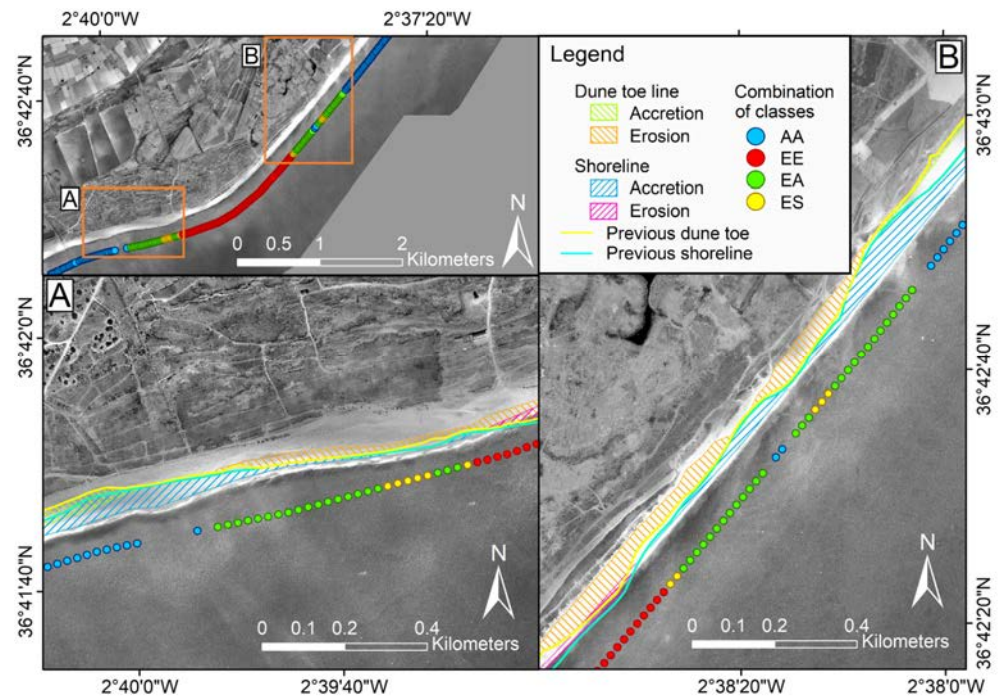 2°40'0"W
2°37'20"W
36°42'40"N
A
B
N
0 0.5 1 2
Kilometers
Legend
Dune toe line
Accretion
Erosion
Shoreline
Accretion
Erosion
Previous dune toe
Previous shoreline
Combination
of classes
AA
EE
EA
ES
B
36°43'0"N
36°42'40"N
36°42'20"N
A
36°42'0"N
36°41'40"N
N
0 0.2 0.2 0.4
Kilometers
N
0 0.2 0.2 0.4
Kilometers
2°40'0"W
2°39'40"W
2°38'20"W
2°38'0"W